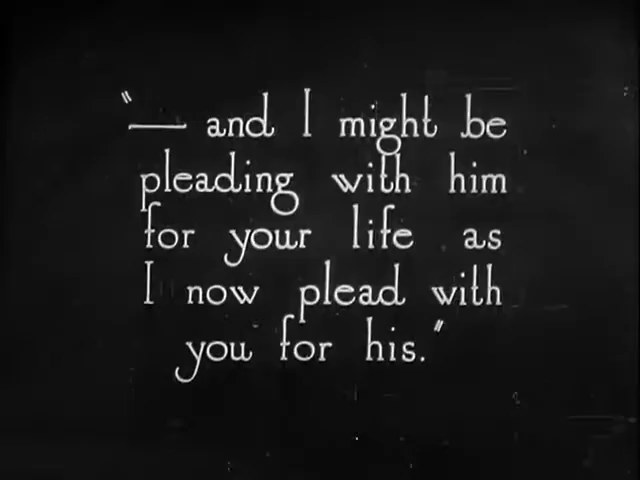 "— and I might be
pleading with him
for your life as
I now plead with
you for his."